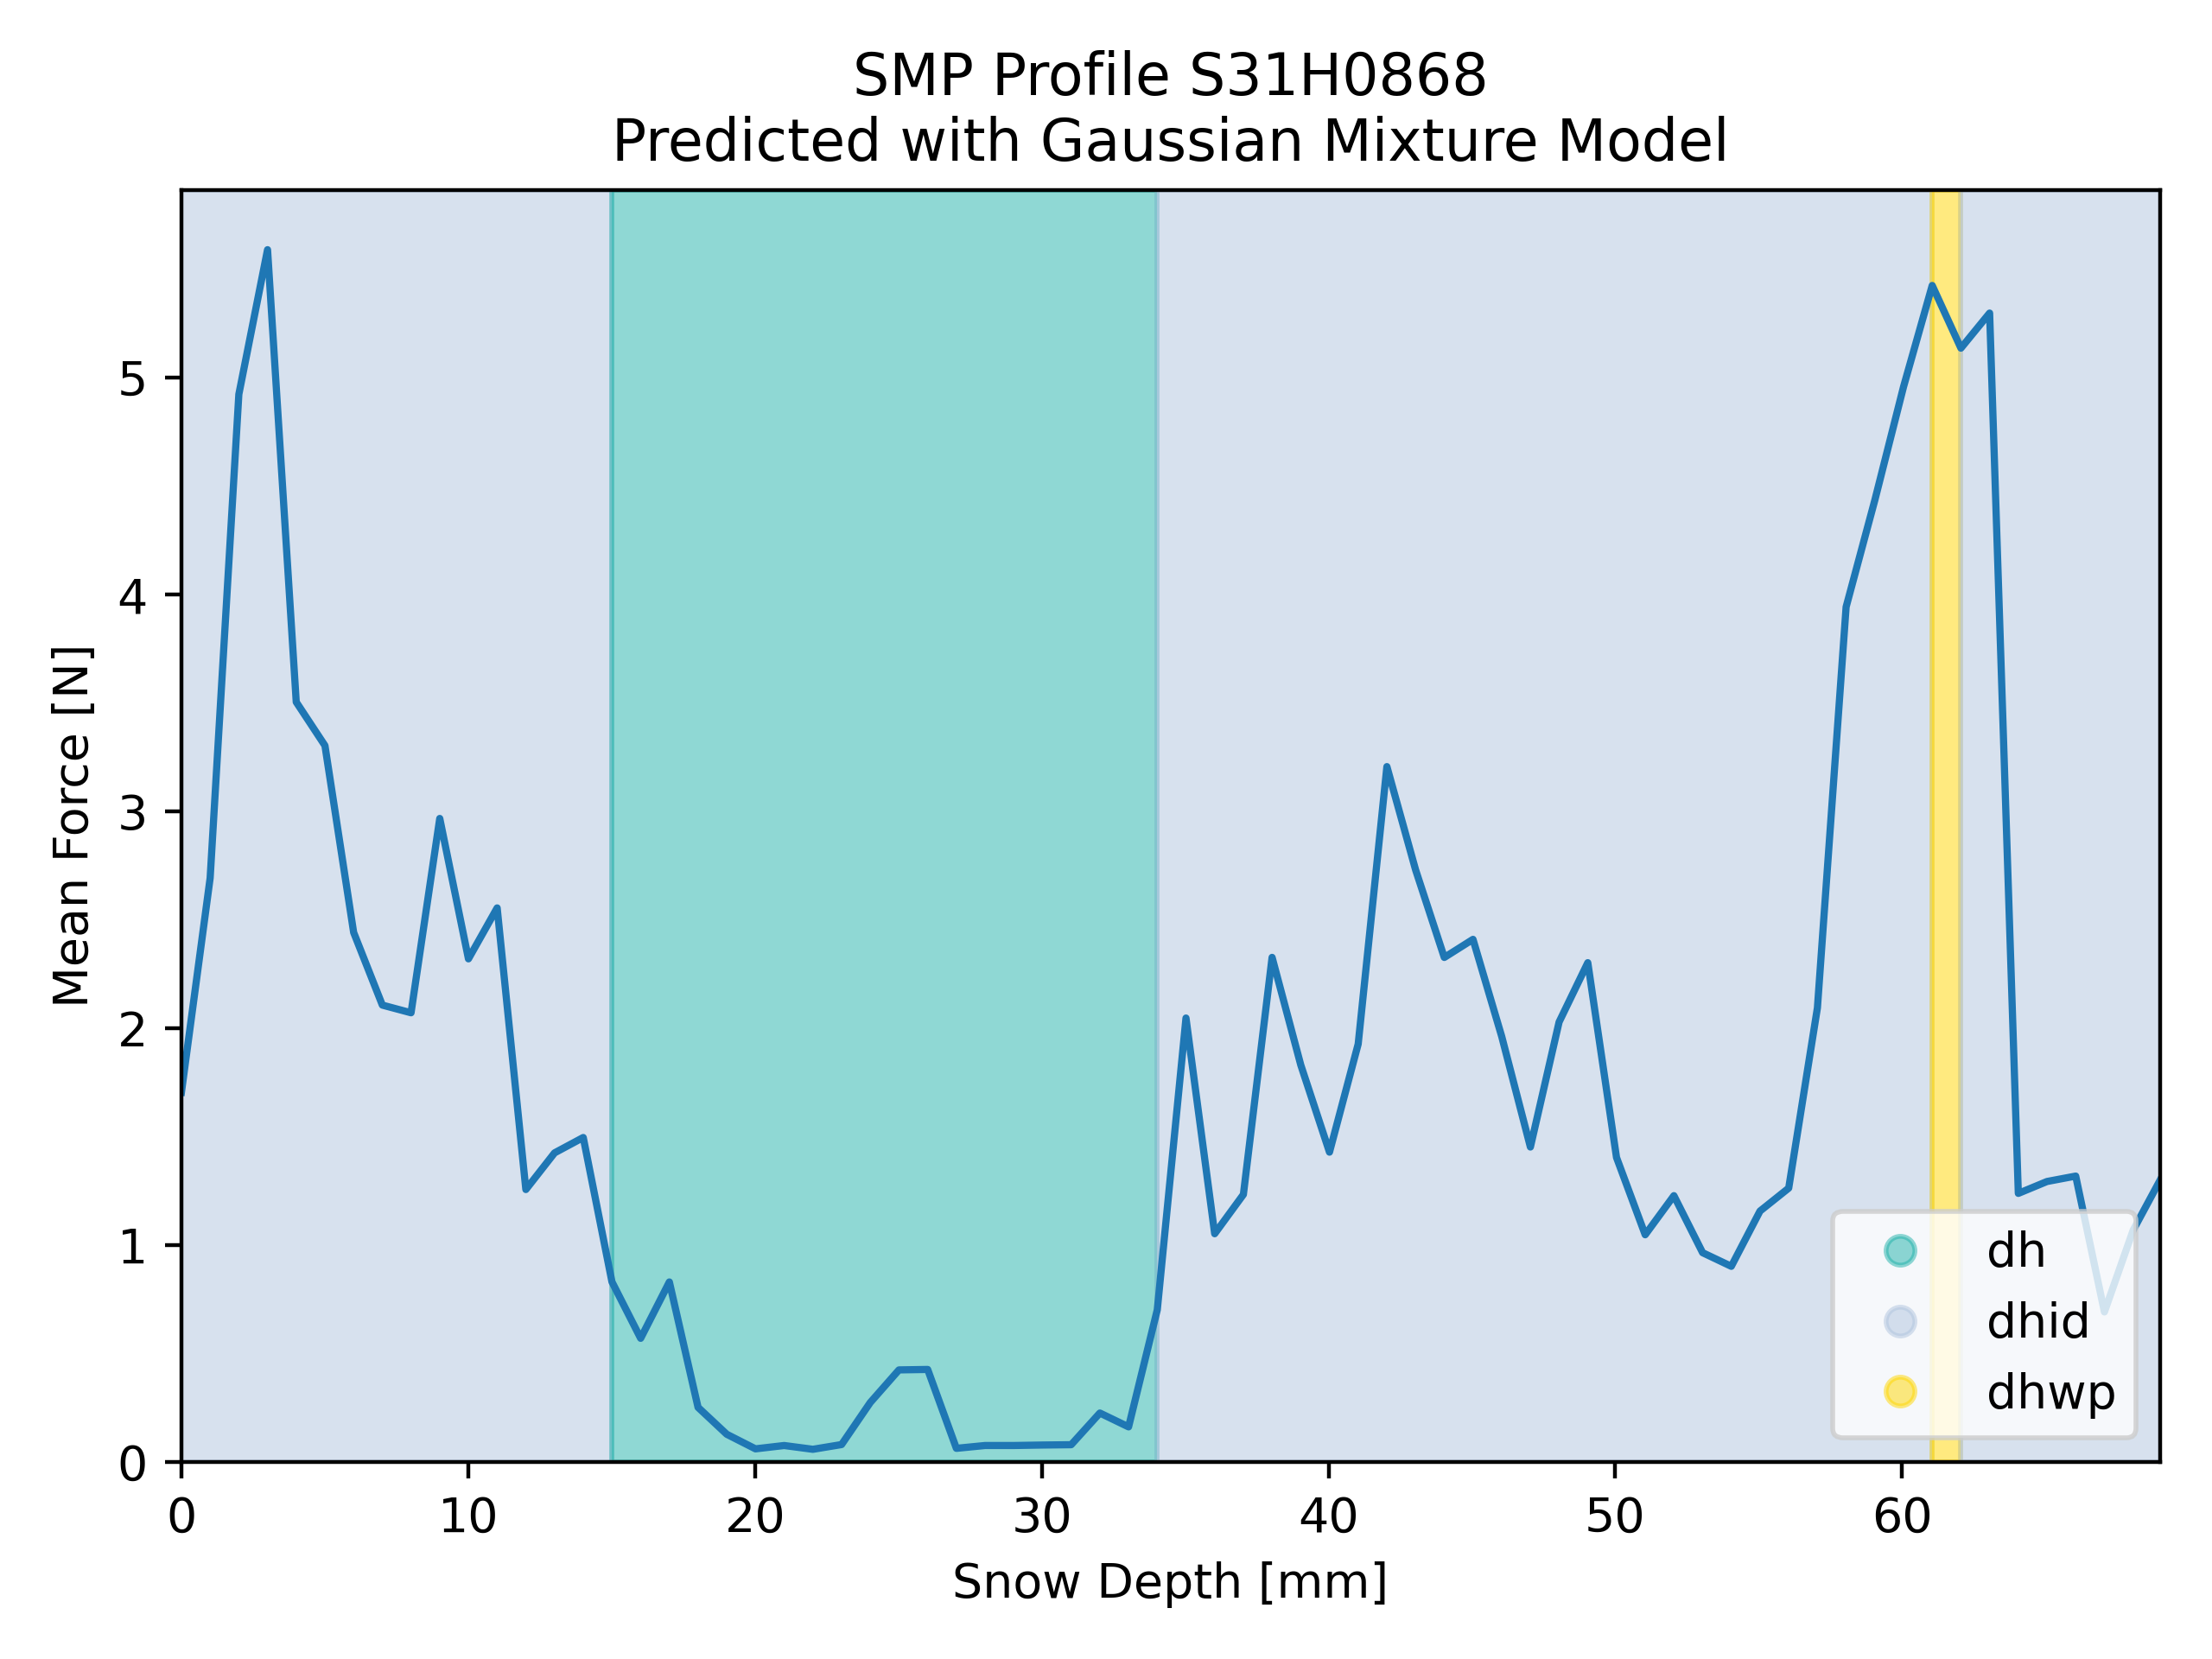 SMP Profile S31H0868
Predicted with Gaussian Mixture Model
Mean Force [N]
5
4
3
2
1
0
0 10 20 30 40 50 60
Snow Depth [mm]
dh
dhid
dhwp